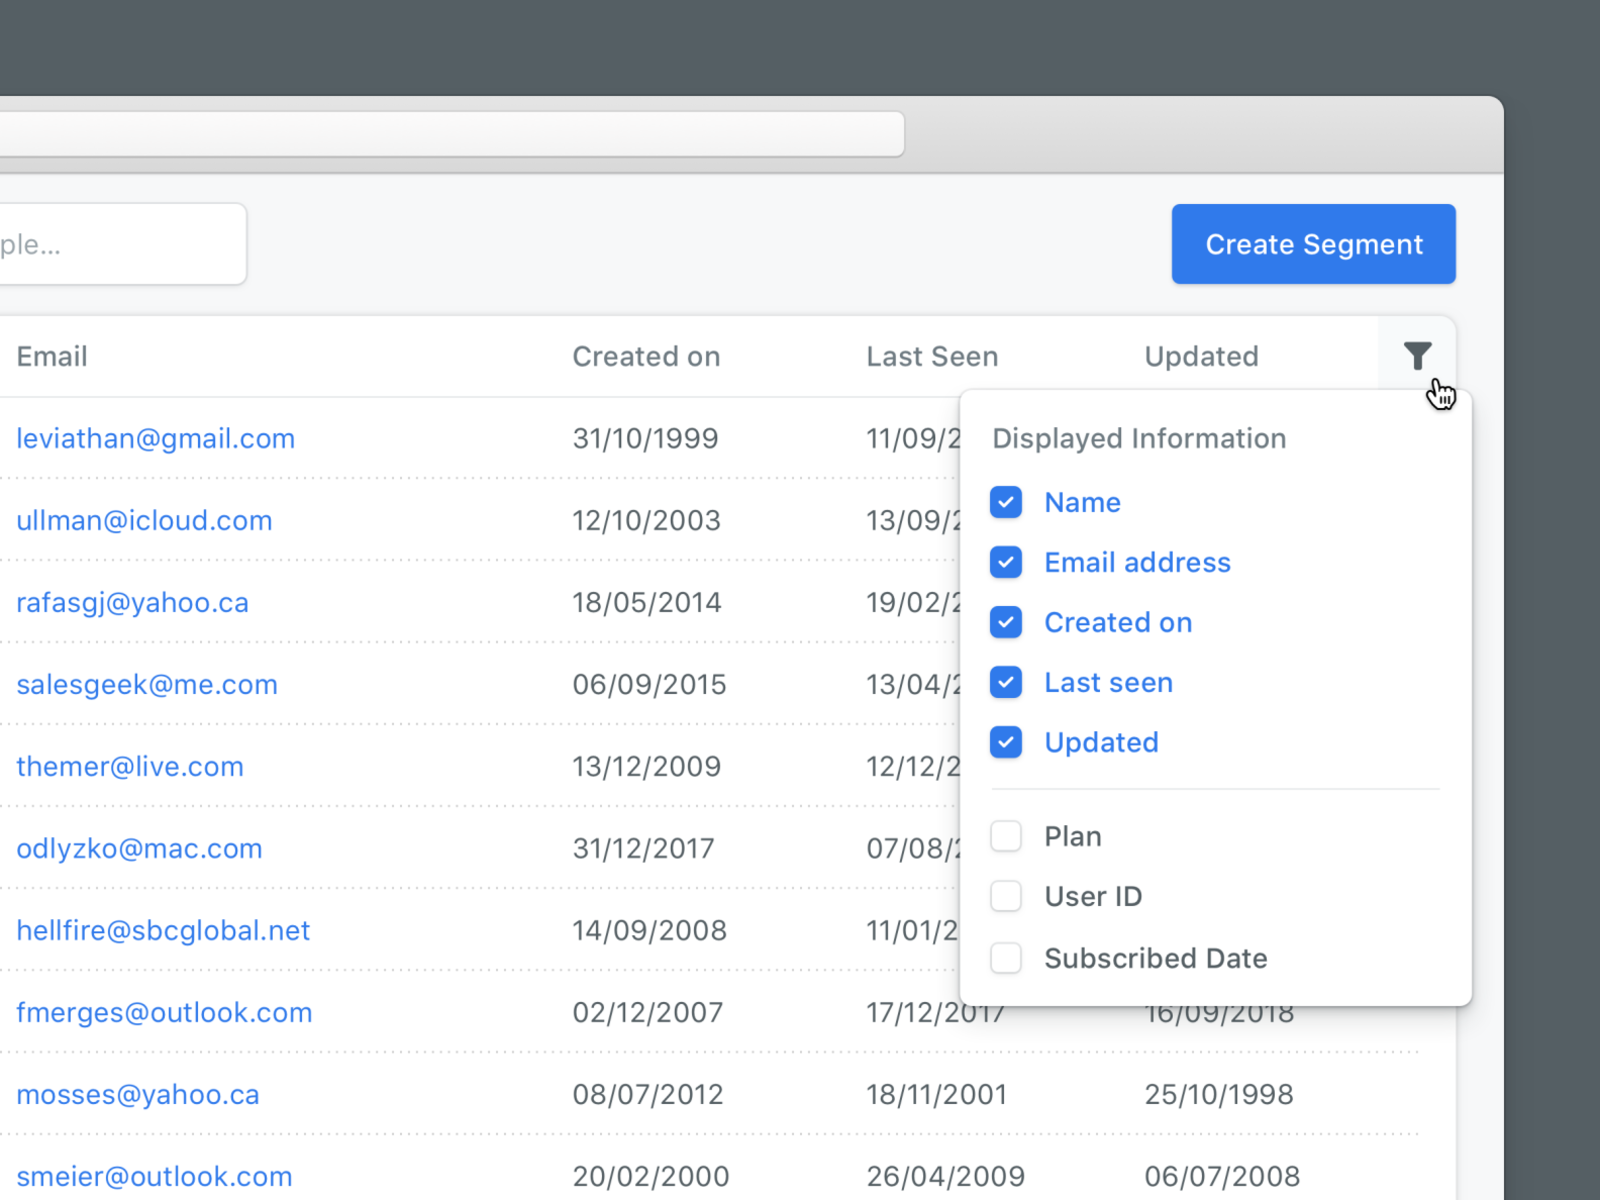 ple...
Create Segment
Email Created on Last Seen Updated
leviathan@gmail.com 31/10/1999 11/09/2
Displayed Information
Name
ullman@icloud.com 12/10/2003 13/09/2
Email address
rafasgj@yahoo.ca 18/05/2014 19/02/2
Created on
salesgeek@me.com 06/09/2015 13/04/2
Last seen
Updated
themer@live.com 13/12/2009 12/12/2
Plan
odlyzko@mac.com 31/12/2017 07/08/2
User ID
hellfire@sbcglobal.net 14/09/2008 11/01/2
Subscribed Date
fmerges@outlook.com 02/12/2007 17/12/2017 16/09/2018
mosses@yahoo.ca 08/07/2012 18/11/2001 25/10/1998
smeier@outlook.com 20/02/2000 26/04/2009 06/07/2008